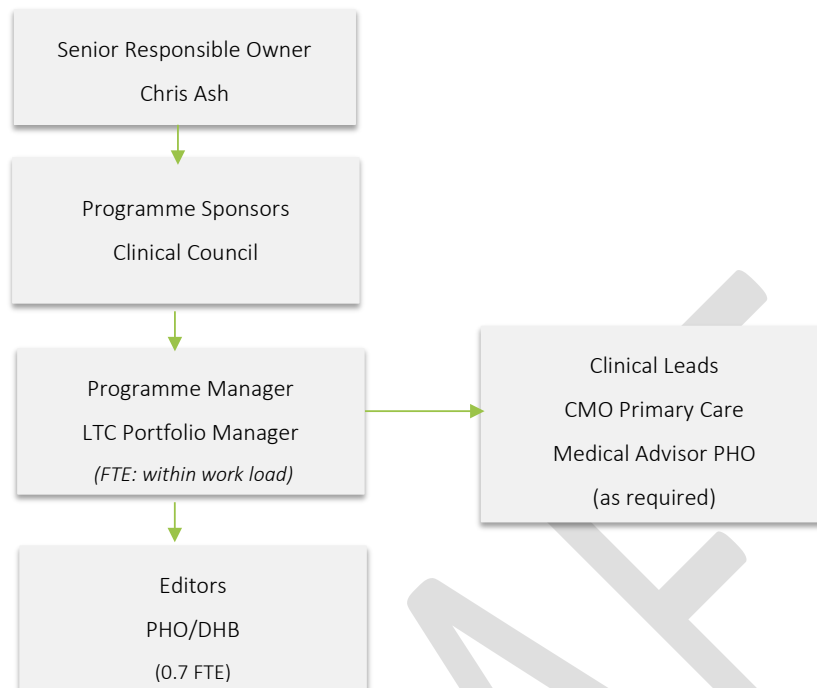 Senior Responsible Owner
Chris Ash
Programme Sponsors
Clinical Council
Programme Manager
LTC Portfolio Manager
(FTE: within work load)
Clinical Leads
CMO Primary Care
Medical Advisor PHO
(as required)
Editors
PHO/DHB
(0.7 FTE)